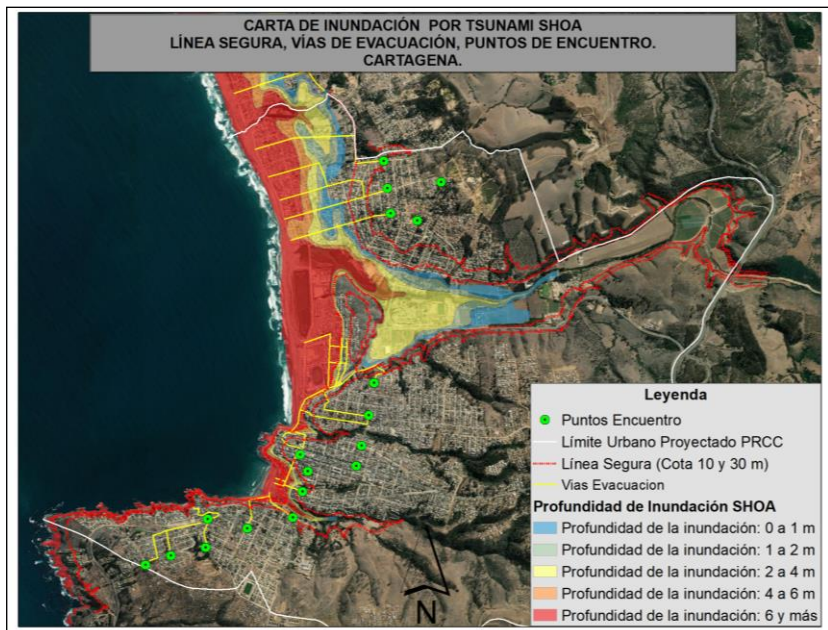 CARTA DE INUNDACIÓN POR TSUNAMI SHOA
LÍNEA SEGURA, VÍAS DE EVACUACIÓN, PUNTOS DE ENCUENTRO.
CARTAGENA.
Leyenda
Puntos Encuentro
Límite Urbano Proyectado PRCC
Línea Segura (Cota 10 y 30 m)
Vias Evacuacion
Profundidad de Inundación SHOA
Profundidad de la inundación: 0 a 1 m
Profundidad de la inundación: 1 a 2 m
Profundidad de la inundación: 2 a 4 m
Profundidad de la inundación: 4 a 6 m
Profundidad de la inundación: 6 y más
N